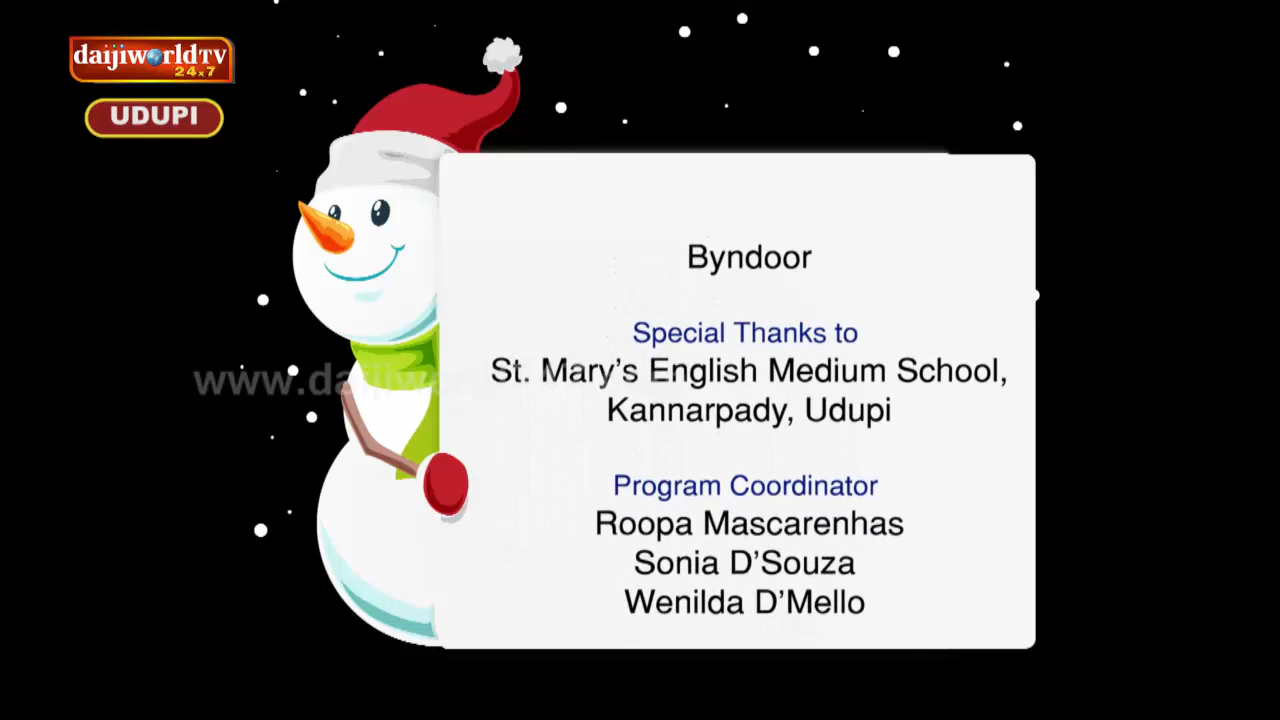 daijiworldTV
24x7
UDUPI
Byndoor
Special Thanks to
St. Mary's English Medium School,
Kannarpady, Udupi
Program Coordinator
Roopa Mascarenhas
Sonia D'Souza
Wenilda D'Mello